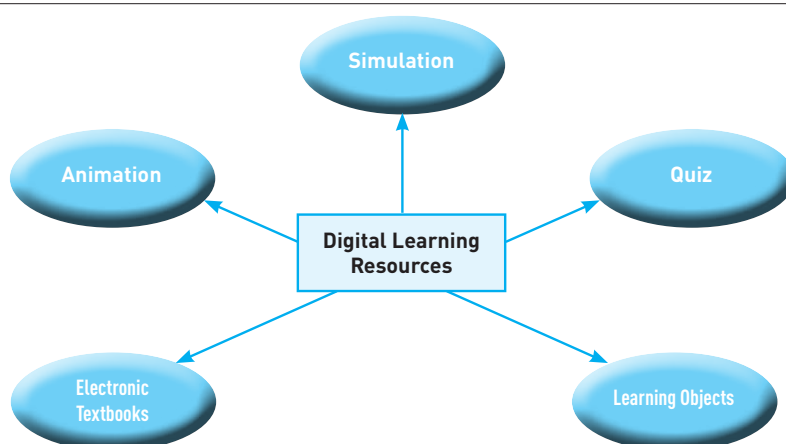 Simulation
Animation
Quiz
Digital Learning
Resources
Electronic
Textbooks
Learning Objects